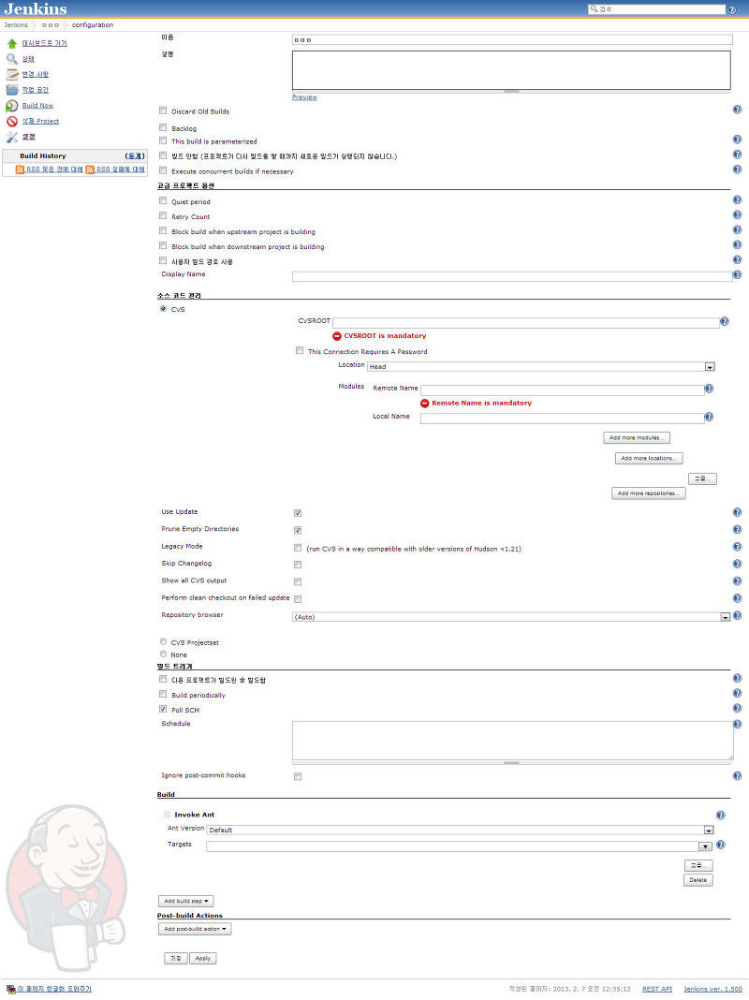 Jenkins
검색
Jenkins ㅇㅇㅇ configuration
대시보드로 가기
상태
변경 사항
작업 공간
Build Now
삭제 Project
설정
Build History (통계)
RSS 모든 것에 대해 RSS 실패에 대해
이름 ㅇㅇㅇ
설명
Preview
Discard Old Builds
Backlog
This build is parameterized
빌드 안함 (프로젝트가 다시 빌드를 할 때까지 새로운 빌드가 실행되지 않습니다.)
Execute concurrent builds if necessary
고급 프로젝트 옵션
Quiet period
Retry Count
Block build when upstream project is building
Block build when downstream project is building
사용자 빌드 경로 사용
Display Name
소스 코드 관리
CVS
CVSROOT
CVSROOT is mandatory
This Connection Requires A Password
Location Head
Modules Remote Name
Remote Name is mandatory
Local Name
Add more modules...
Add more locations...
고급...
Add more repositories...
Use Update
Prune Empty Directories
Legacy Mode (run CVS in a way compatible with older versions of Hudson <1.21)
Skip Changelog
Show all CVS output
Perform clean checkout on failed update
Repository browser (Auto)
CVS Projectset
None
빌드 트리거
다른 프로젝트가 빌드된 후 빌드함
Build periodically
Poll SCM
Schedule
Ignore post-commit hooks
Build
Invoke Ant
Ant Version Default
Targets
고급...
Delete
Add build step
Post-build Actions
Add post-build action
저장 Apply
이 페이지 한글화 도와주기
작성된 페이지: 2013. 2. 7 오전 12:35:12 REST API Jenkins ver. 1.500